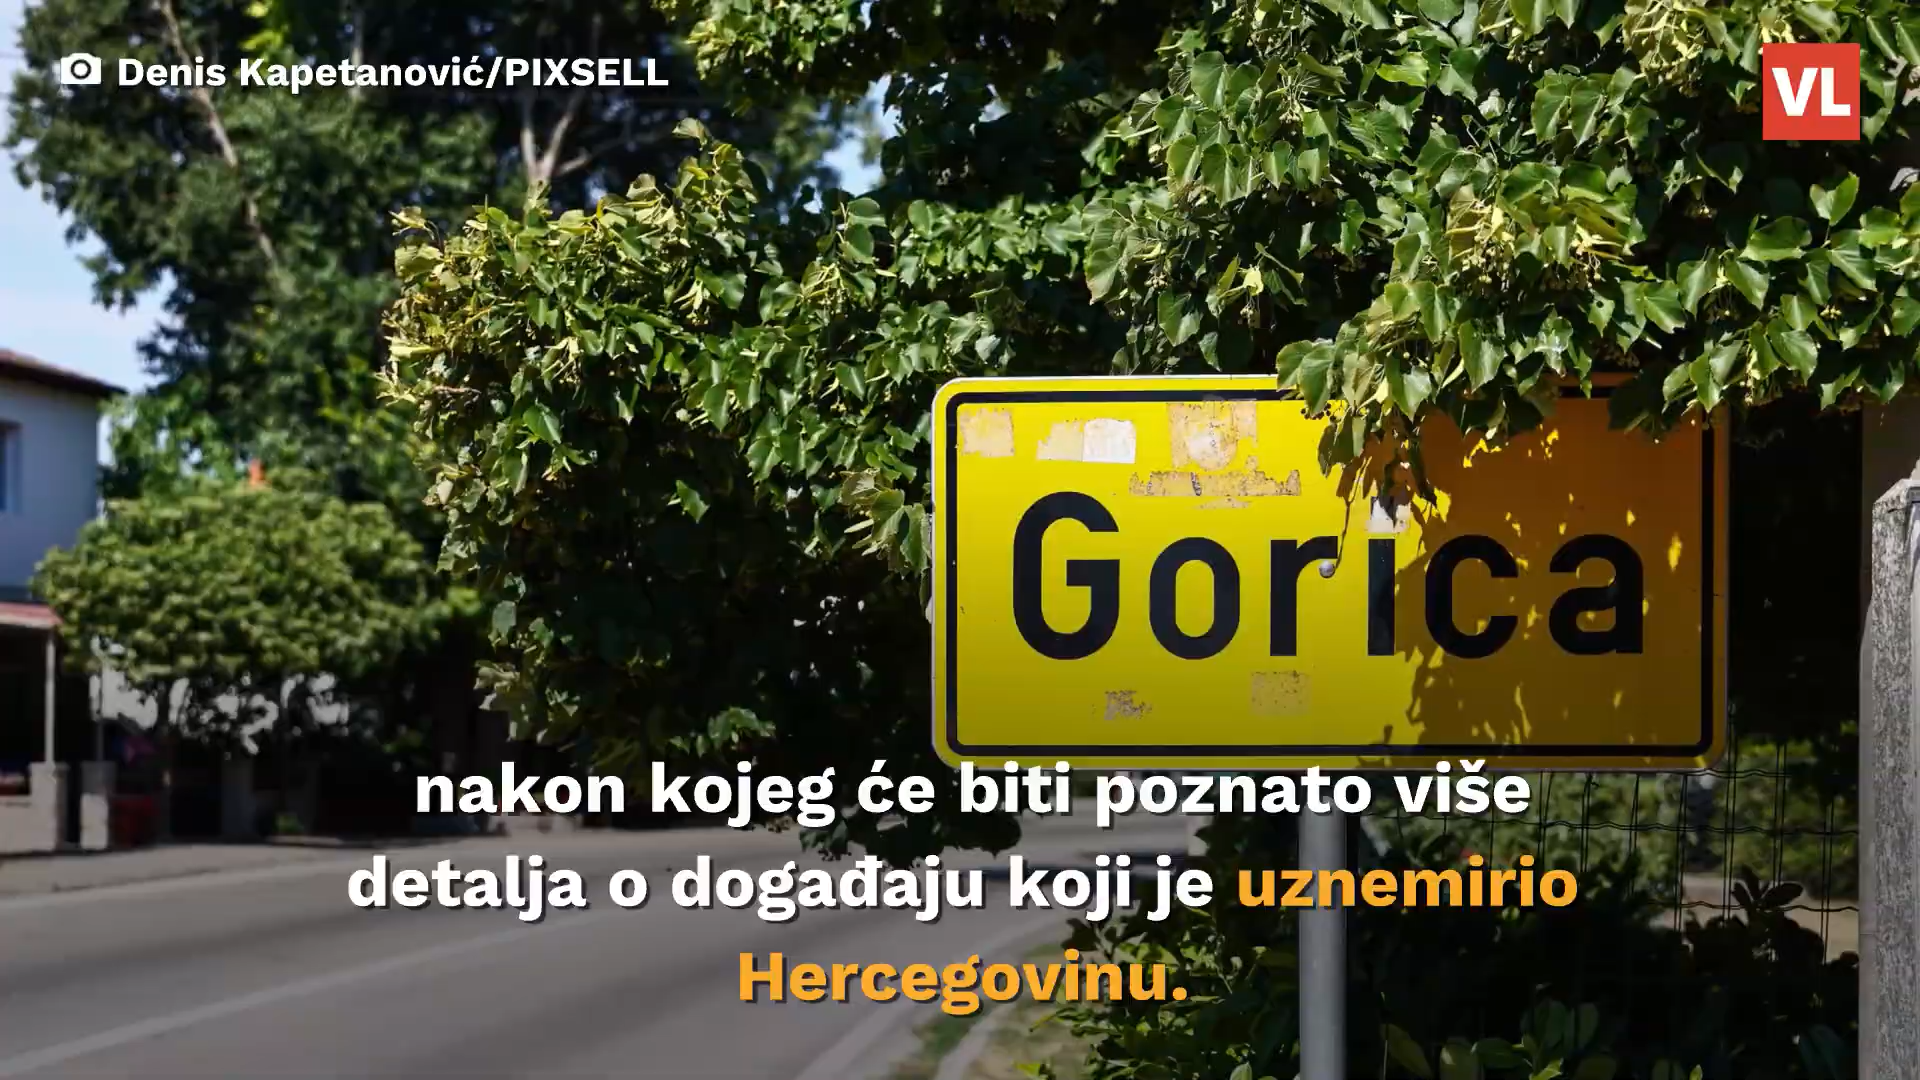 Denis Kapetanović/PIXSELL
VL
Gorica
nakon kojeg će biti poznato više
detalja o događaju koji je uznemirio
Hercegovinu.